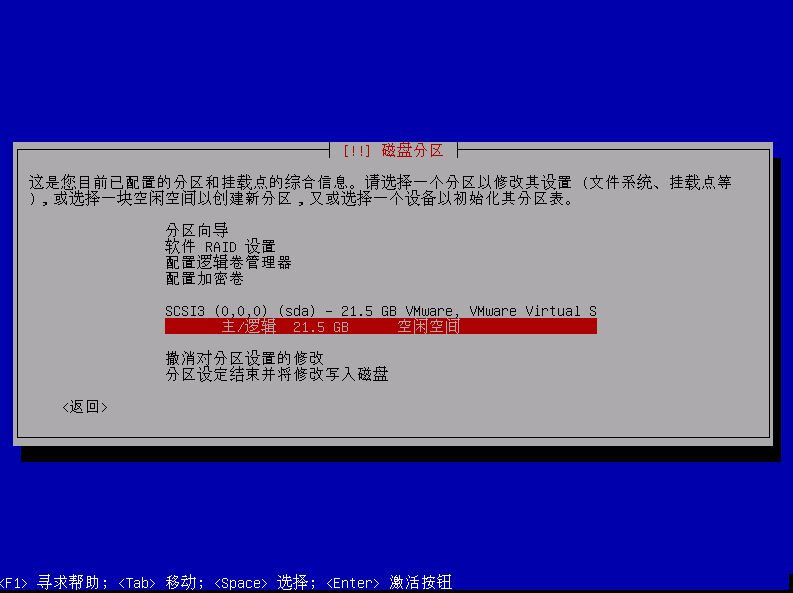 [!!] 磁盘分区
这是您目前已配置的分区和挂载点的综合信息。请选择一个分区以修改其设置 (文件系统、挂载点等
),或选择一块空闲空间以创建新分区,又或选择一个设备以初始化其分区表。
分区向导
软件 RAID 设置
配置逻辑卷管理器
配置加密卷
SCSI3 (0,0,0) (sda) - 21.5 GB VMware, VMware Virtual S
主/逻辑 21.5 GB 空闲空间
撤消对分区设置的修改
分区设定结束并将修改写入磁盘
<返回>
<F1> 寻求帮助; <Tab> 移动; <Space> 选择; <Enter> 激活按钮